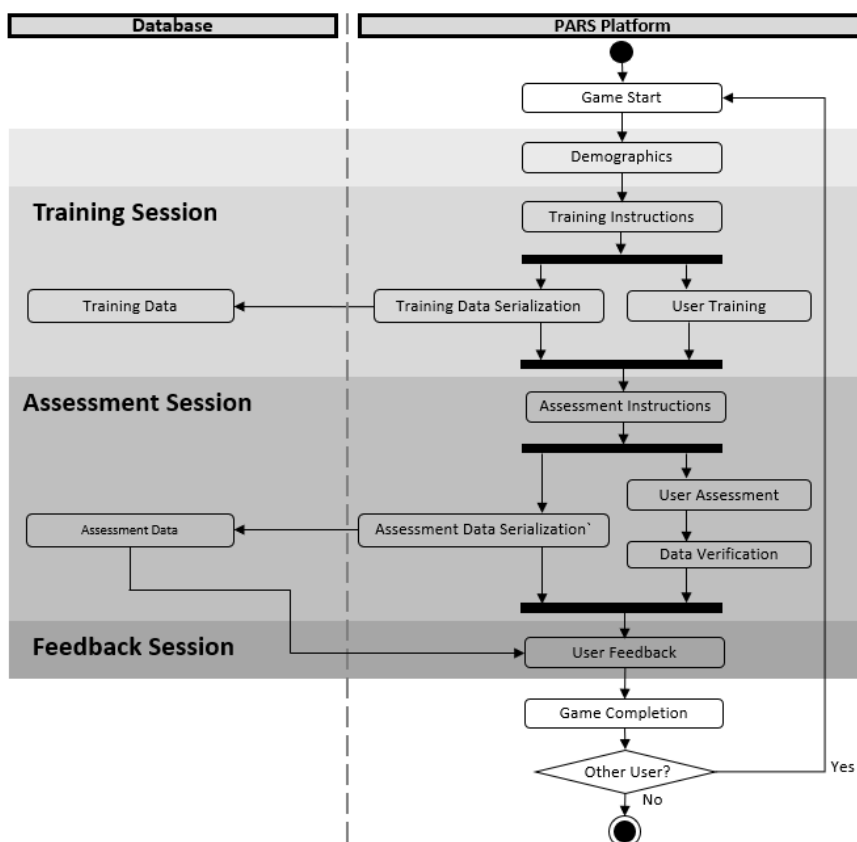 Database
PARS Platform
Game Start
Demographics
Training Session
Training Instructions
Training Data
Training Data Serialization
User Training
Assessment Session
Assessment Instructions
User Assessment
Assessment Data
Assessment Data Serialization`
Data Verification
Feedback Session
User Feedback
Game Completion
Other User?
Yes
No